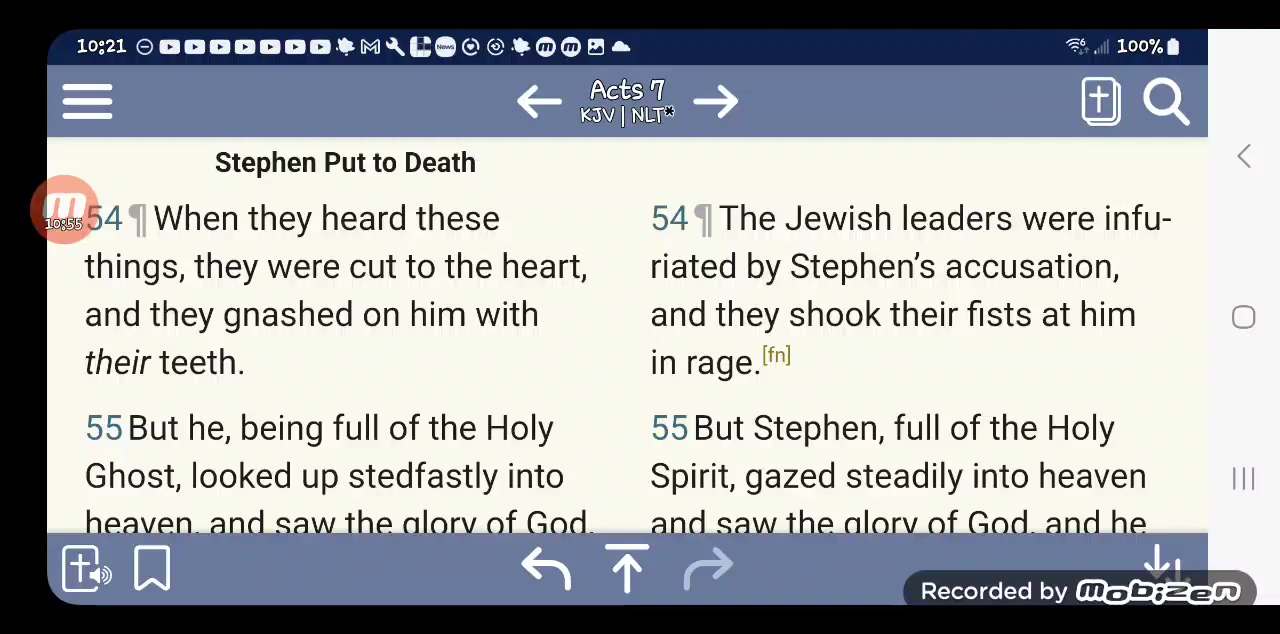 10:21 News 100%
Acts 7
KJV | NLT*
Stephen Put to Death
10:55
54 ¶ When they heard these
things, they were cut to the heart,
and they gnashed on him with
their teeth.
55 But he, being full of the Holy
Ghost, looked up stedfastly into
heaven, and saw the glory of God,
54 ¶ The Jewish leaders were infu-
riated by Stephen’s accusation,
and they shook their fists at him
in rage.[fn]
55 But Stephen, full of the Holy
Spirit, gazed steadily into heaven
and saw the glory of God, and he
Recorded by mobizen